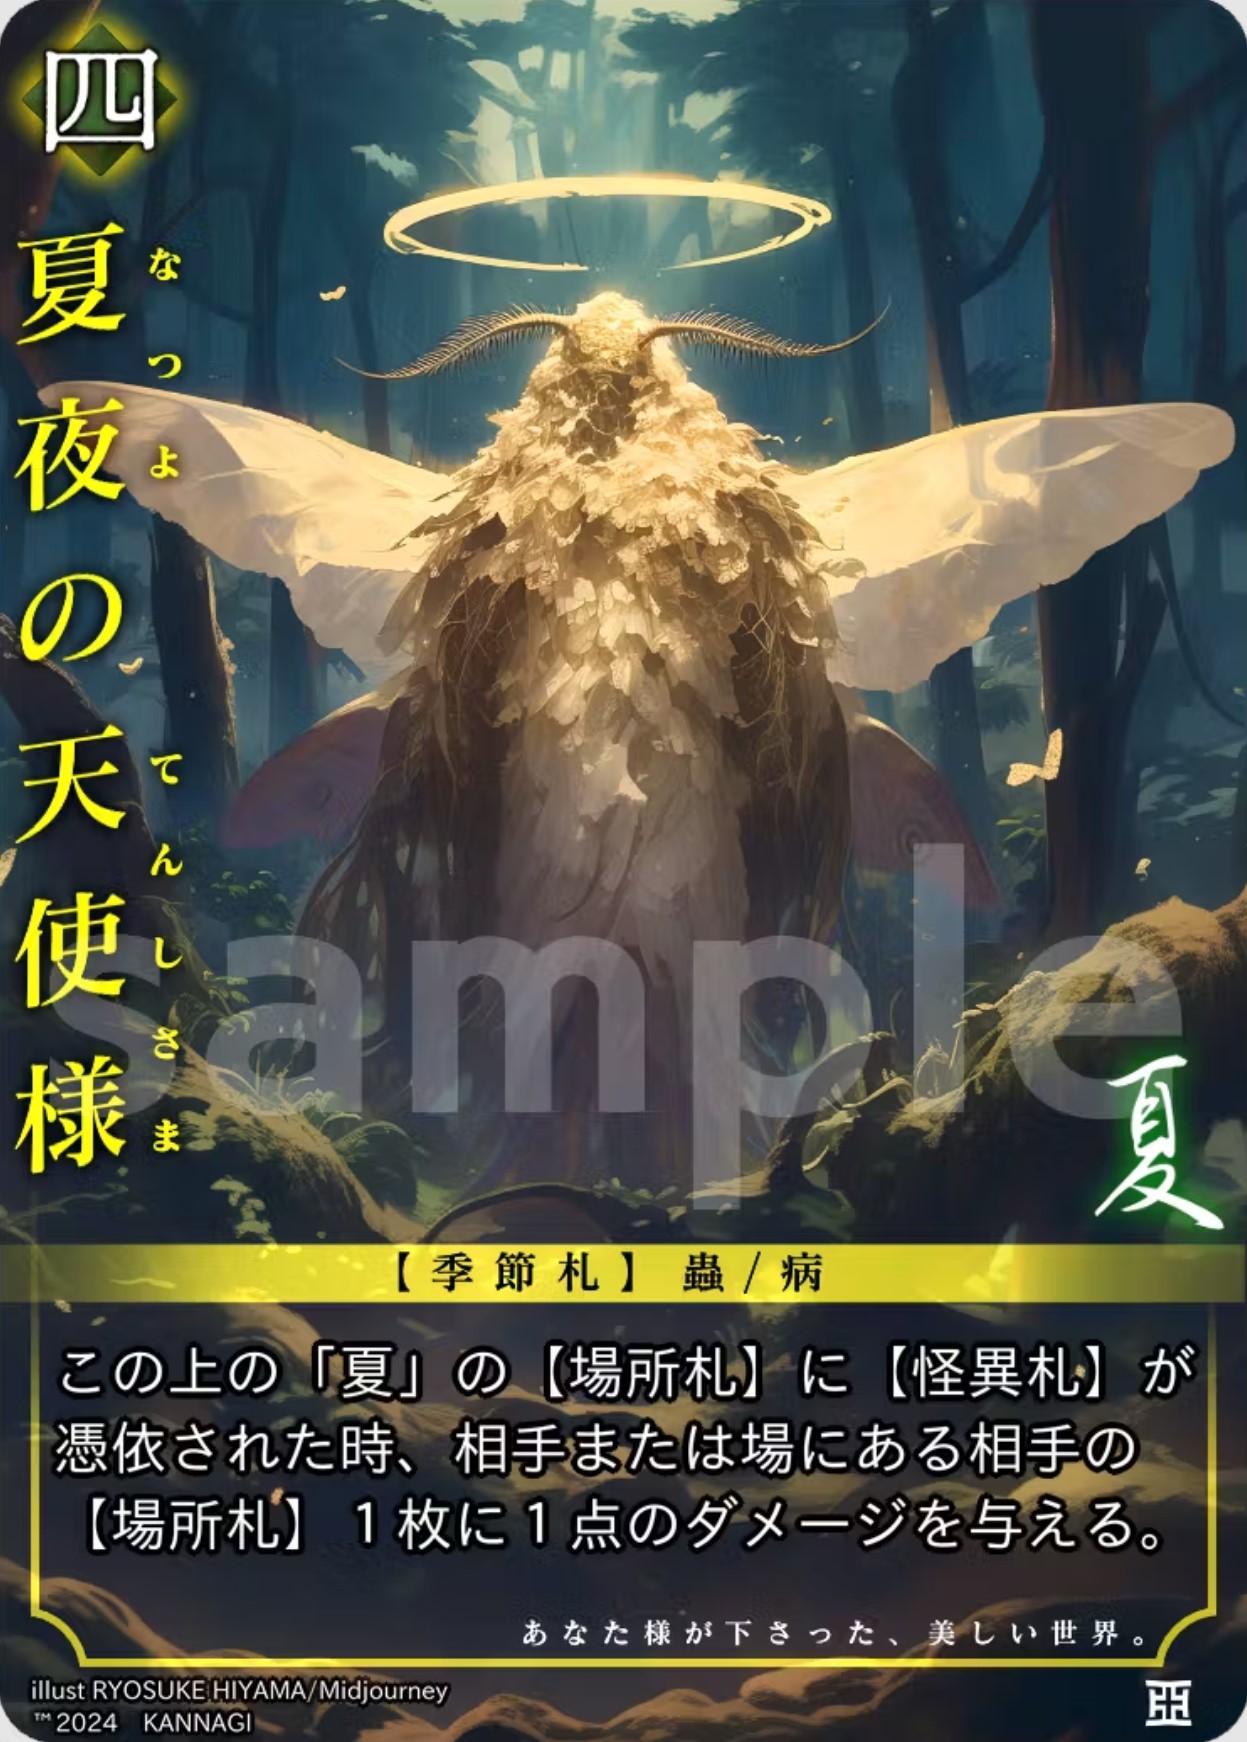 四
夏夜の天使様
なつよ てんしさま
sample
夏
【季節札】 蟲/病
この上の「夏」の【場所札】に【怪異札】が
憑依された時、相手または場にある相手の
【場所札】１枚に１点のダメージを与える。
あなた様が下さった、美しい世界。
illust RYOSUKE HIYAMA/Midjourney
™2024 KANNAGI